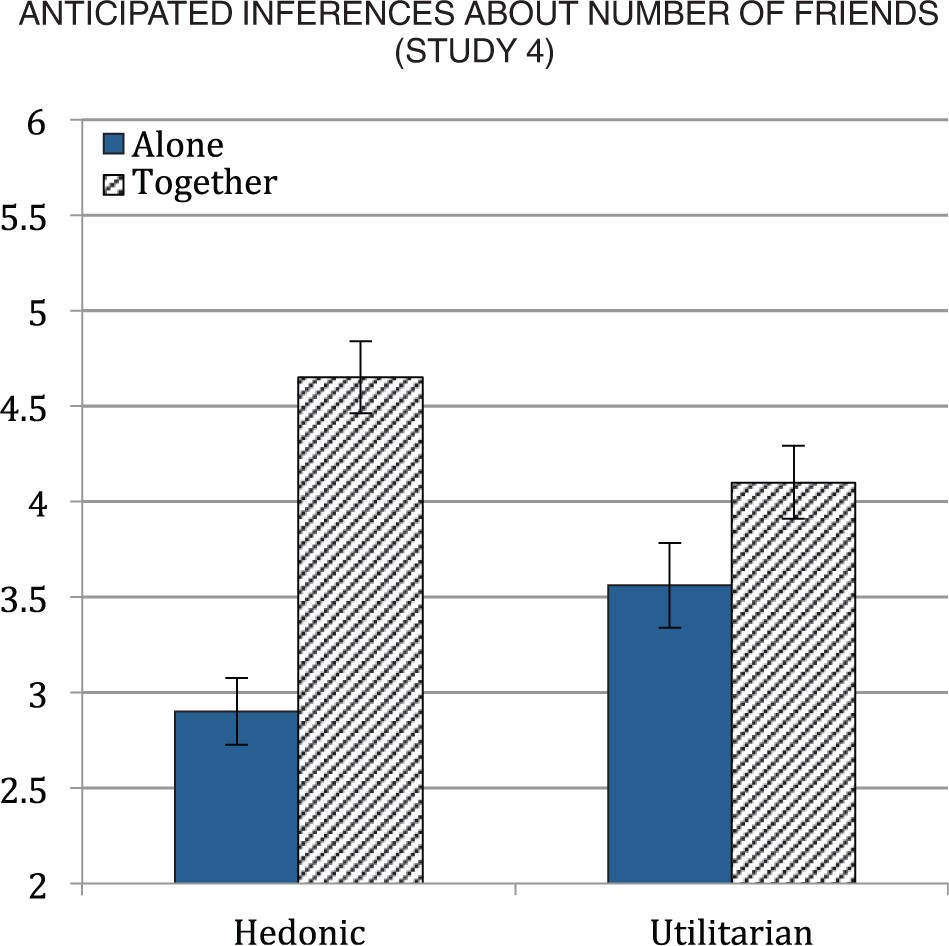 ANTICIPATED INFERENCES ABOUT NUMBER OF FRIENDS
(STUDY 4)
6
Alone
Together
5.5
5
4.5
4
3.5
3
2.5
2
Hedonic
Utilitarian